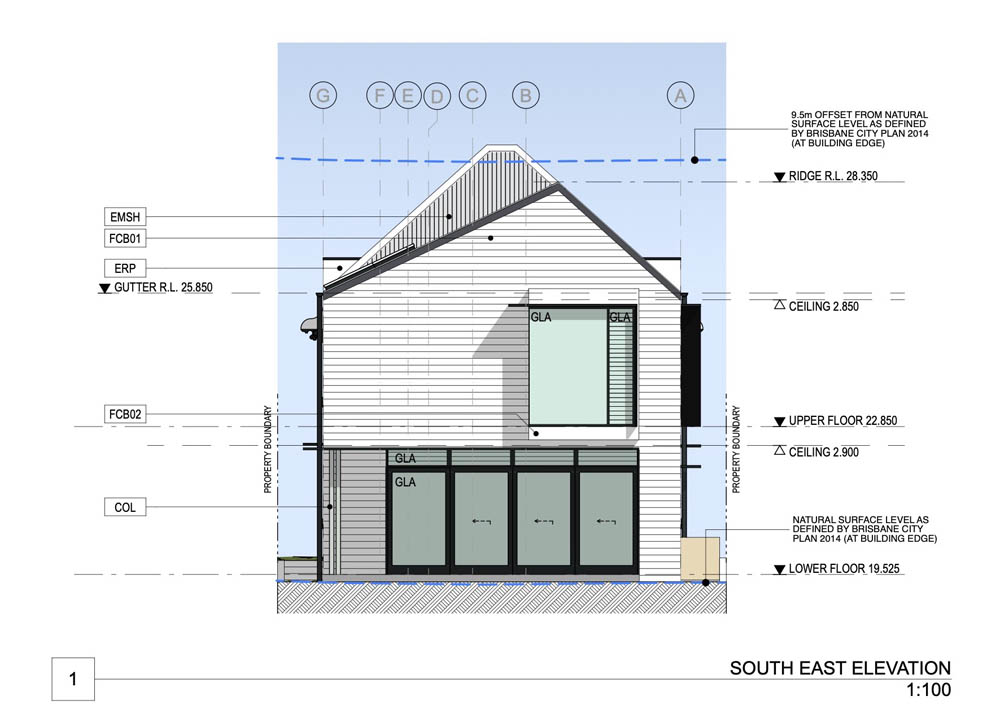 G F E D C B A
9.5m OFFSET FROM NATURAL
SURFACE LEVEL AS DEFINED
BY BRISBANE CITY PLAN 2014
(AT BUILDING EDGE)
RIDGE R.L. 28.350
EMSH
FCB01
ERP
GUTTER R.L. 25.850
CEILING 2.850
GLA
GLA
FCB02
UPPER FLOOR 22.850
PROPERTY BOUNDARY
PROPERTY BOUNDARY
CEILING 2.900
GLA
GLA
COL
NATURAL SURFACE LEVEL AS
DEFINED BY BRISBANE CITY
PLAN 2014 (AT BUILDING EDGE)
LOWER FLOOR 19.525
1
SOUTH EAST ELEVATION
1:100